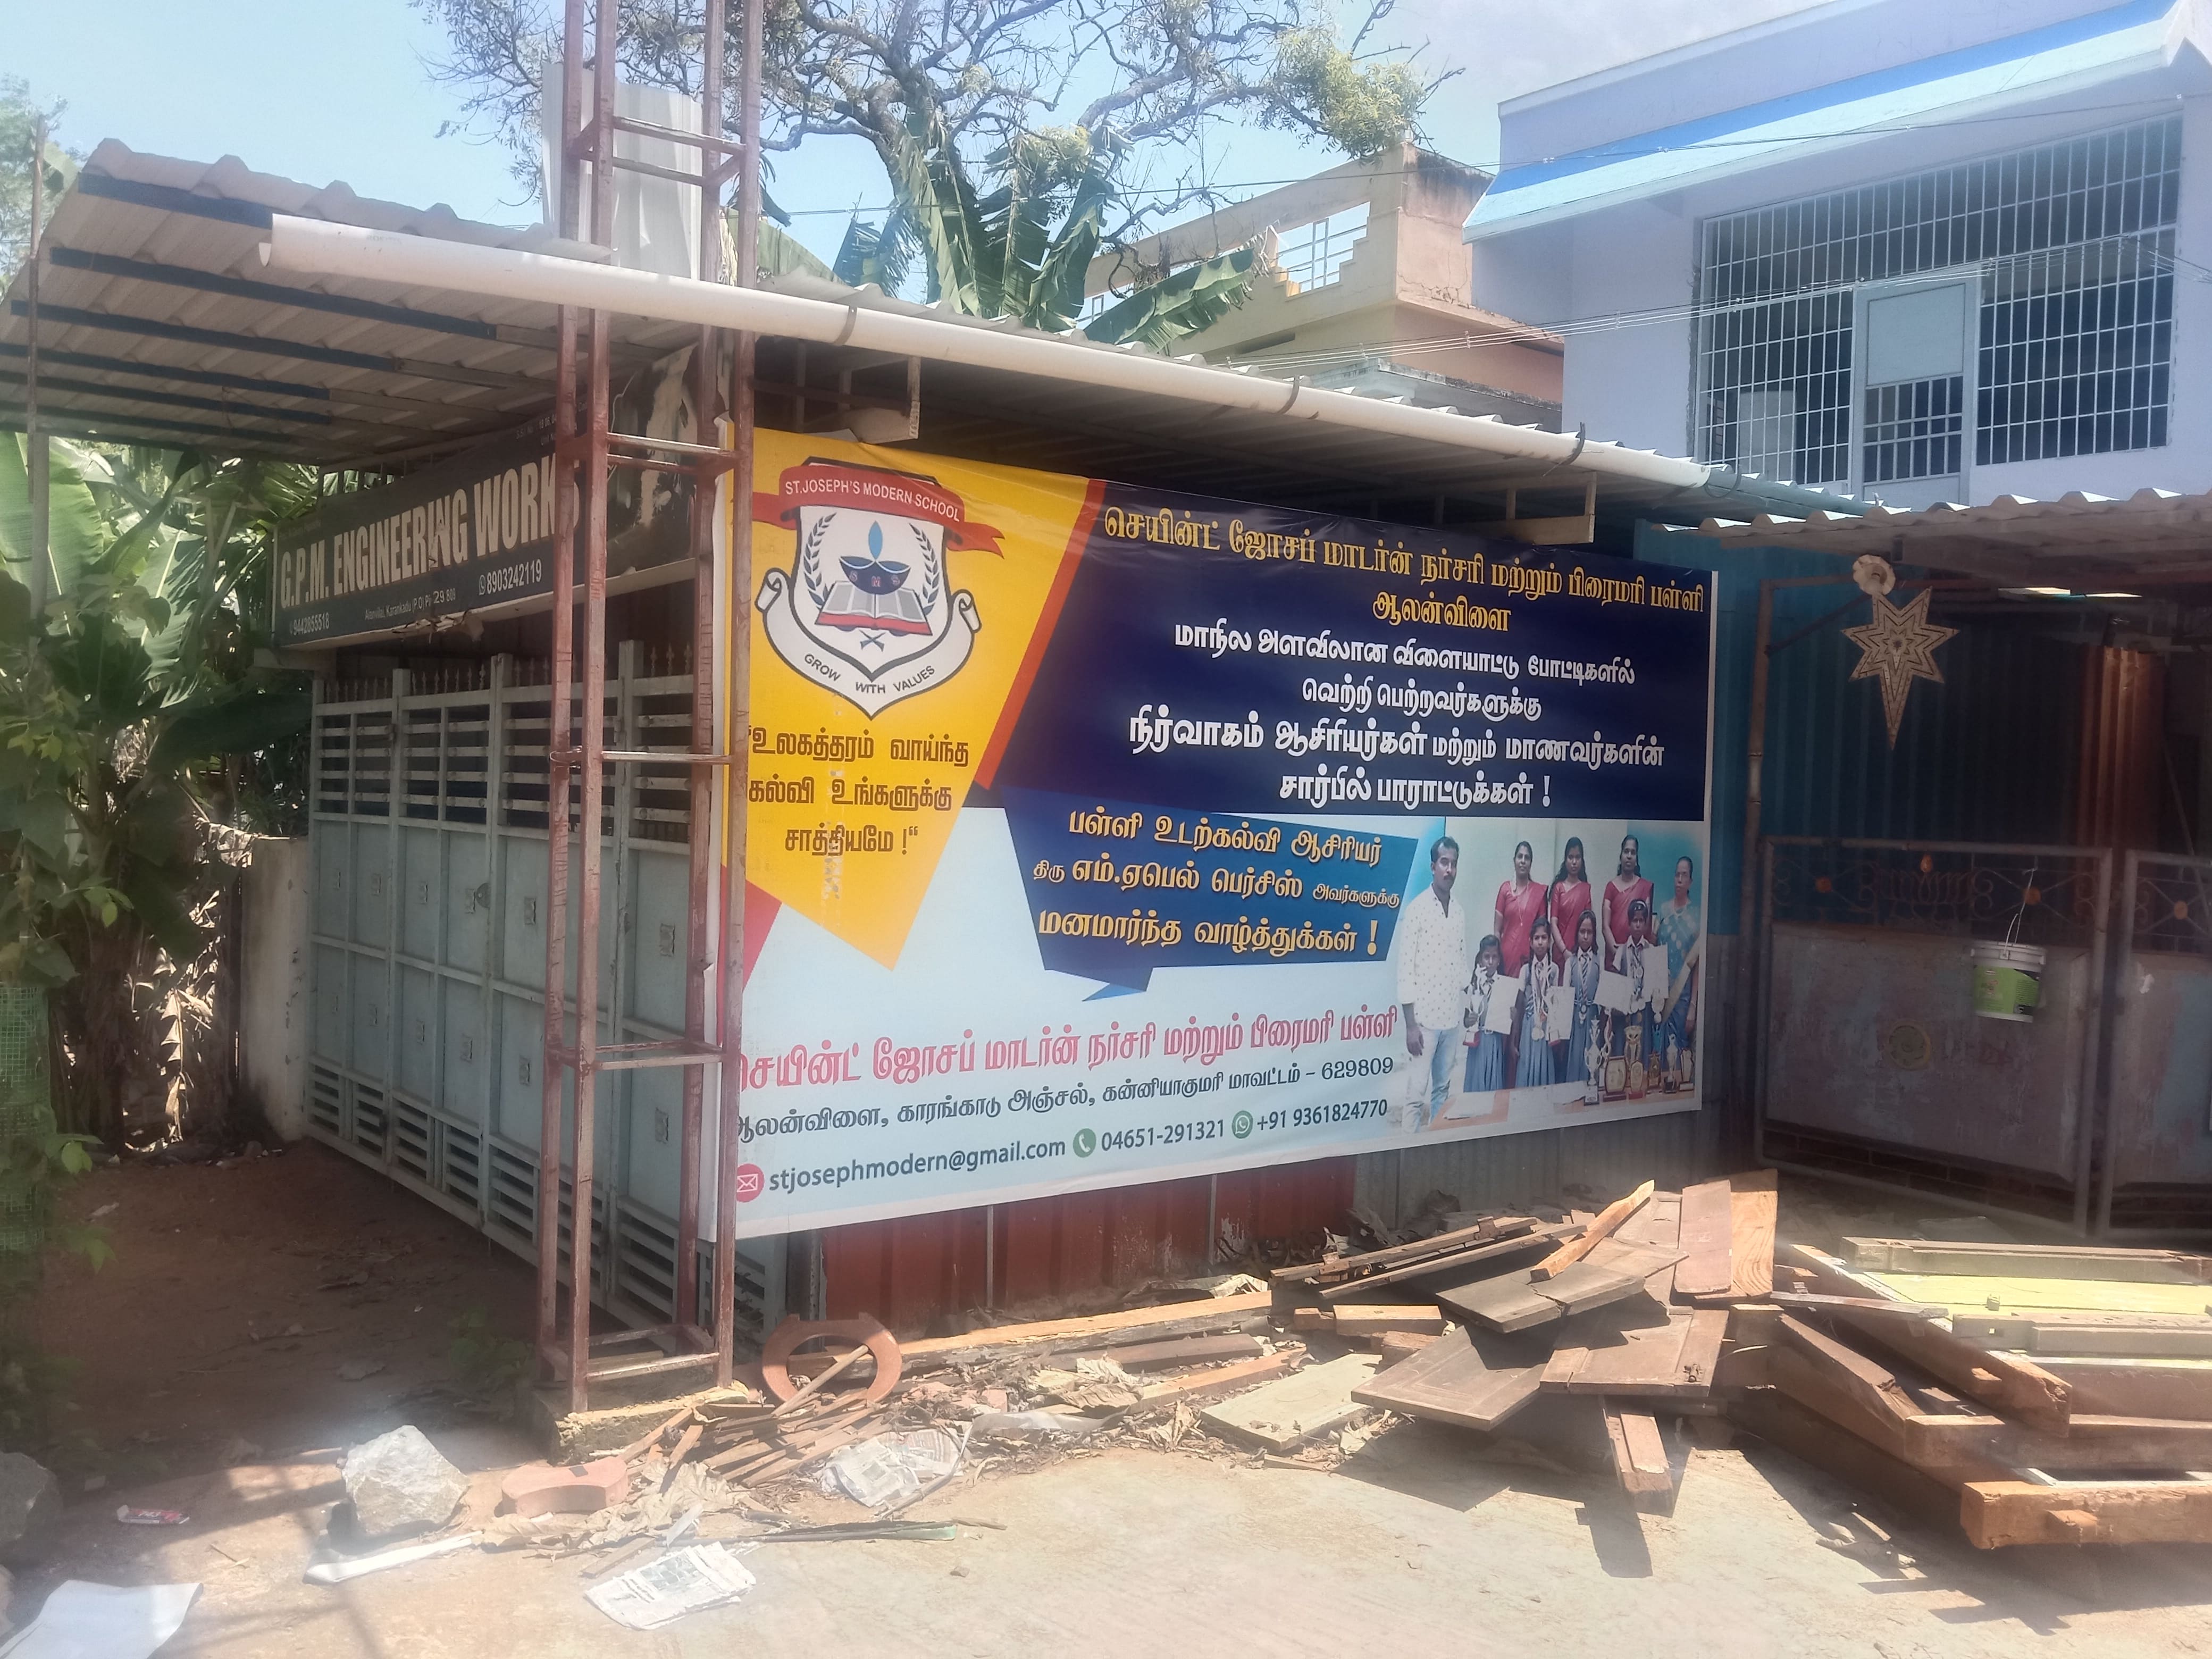 G.P.M. ENGINEERING WORKS
9442855518
Karankadu (P.O)
8903242119
ST.JOSEPH'S MODERN SCHOOL
S M S
GROW WITH VALUES
"உலகத்தரம் வாய்ந்த
கல்வி உங்களுக்கு
சாத்தியமே !"
செயின்ட் ஜோசப் மாடர்ன் நர்சரி மற்றும் பிரைமரி பள்ளி
ஆலன்விளை
மாநில அளவிலான விளையாட்டு போட்டிகளில்
வெற்றி பெற்றவர்களுக்கு
நிர்வாகம் ஆசிரியர்கள் மற்றும் மாணவர்களின்
சார்பில் பாராட்டுக்கள் !
பள்ளி உடற்கல்வி ஆசிரியர்
திரு எம்.ஏபெல் பெர்சிஸ் அவர்களுக்கு
மனமார்ந்த வாழ்த்துக்கள் !
செயின்ட் ஜோசப் மாடர்ன் நர்சரி மற்றும் பிரைமரி பள்ளி
ஆலன்விளை, காரங்காடு அஞ்சல், கன்னியாகுமரி மாவட்டம் - 629809
stjosephmodern@gmail.com 04651-291321 +91 9361824770